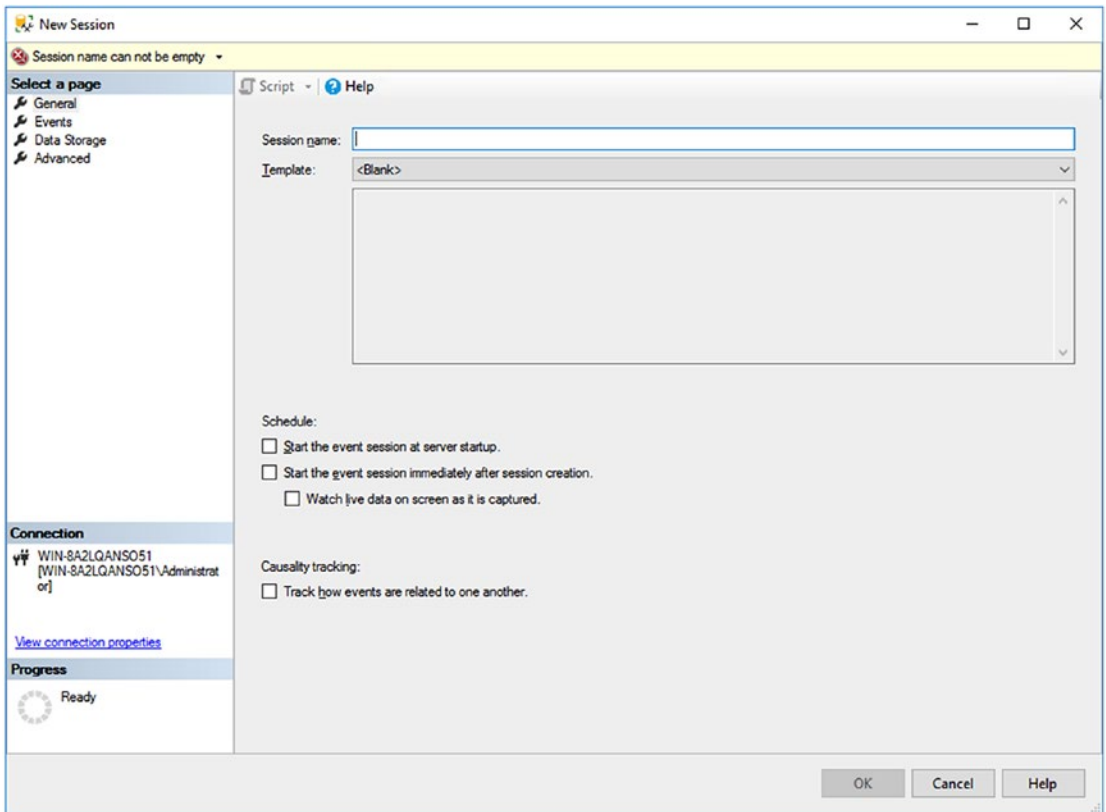 New Session
Session name can not be empty
Select a page
General
Events
Data Storage
Advanced
Script
Help
Session name:
Template:
<Blank>
Schedule:
Start the event session at server startup.
Start the event session immediately after session creation.
Watch live data on screen as it is captured.
Causality tracking:
Track how events are related to one another.
Connection
WIN-8A2LQANSO51
[WIN-8A2LQANSO51\Administrat
or]
View connection properties
Progress
Ready
OK
Cancel
Help